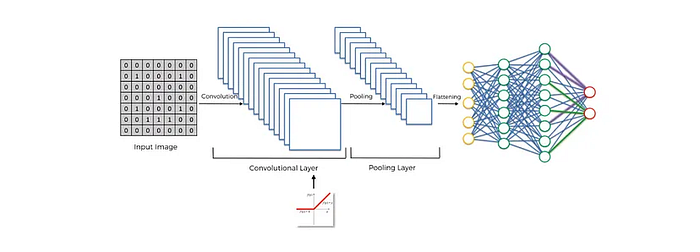 0 0 0 0 0 0 0
0 1 0 0 0 1 0
0 0 0 0 0 0 0
0 0 0 1 0 0 0
0 1 0 0 0 1 0
0 0 1 1 1 0 0
0 0 0 0 0 0 0
Input Image
Convolution
Pooling
Flattening
Convolutional Layer
Pooling Layer